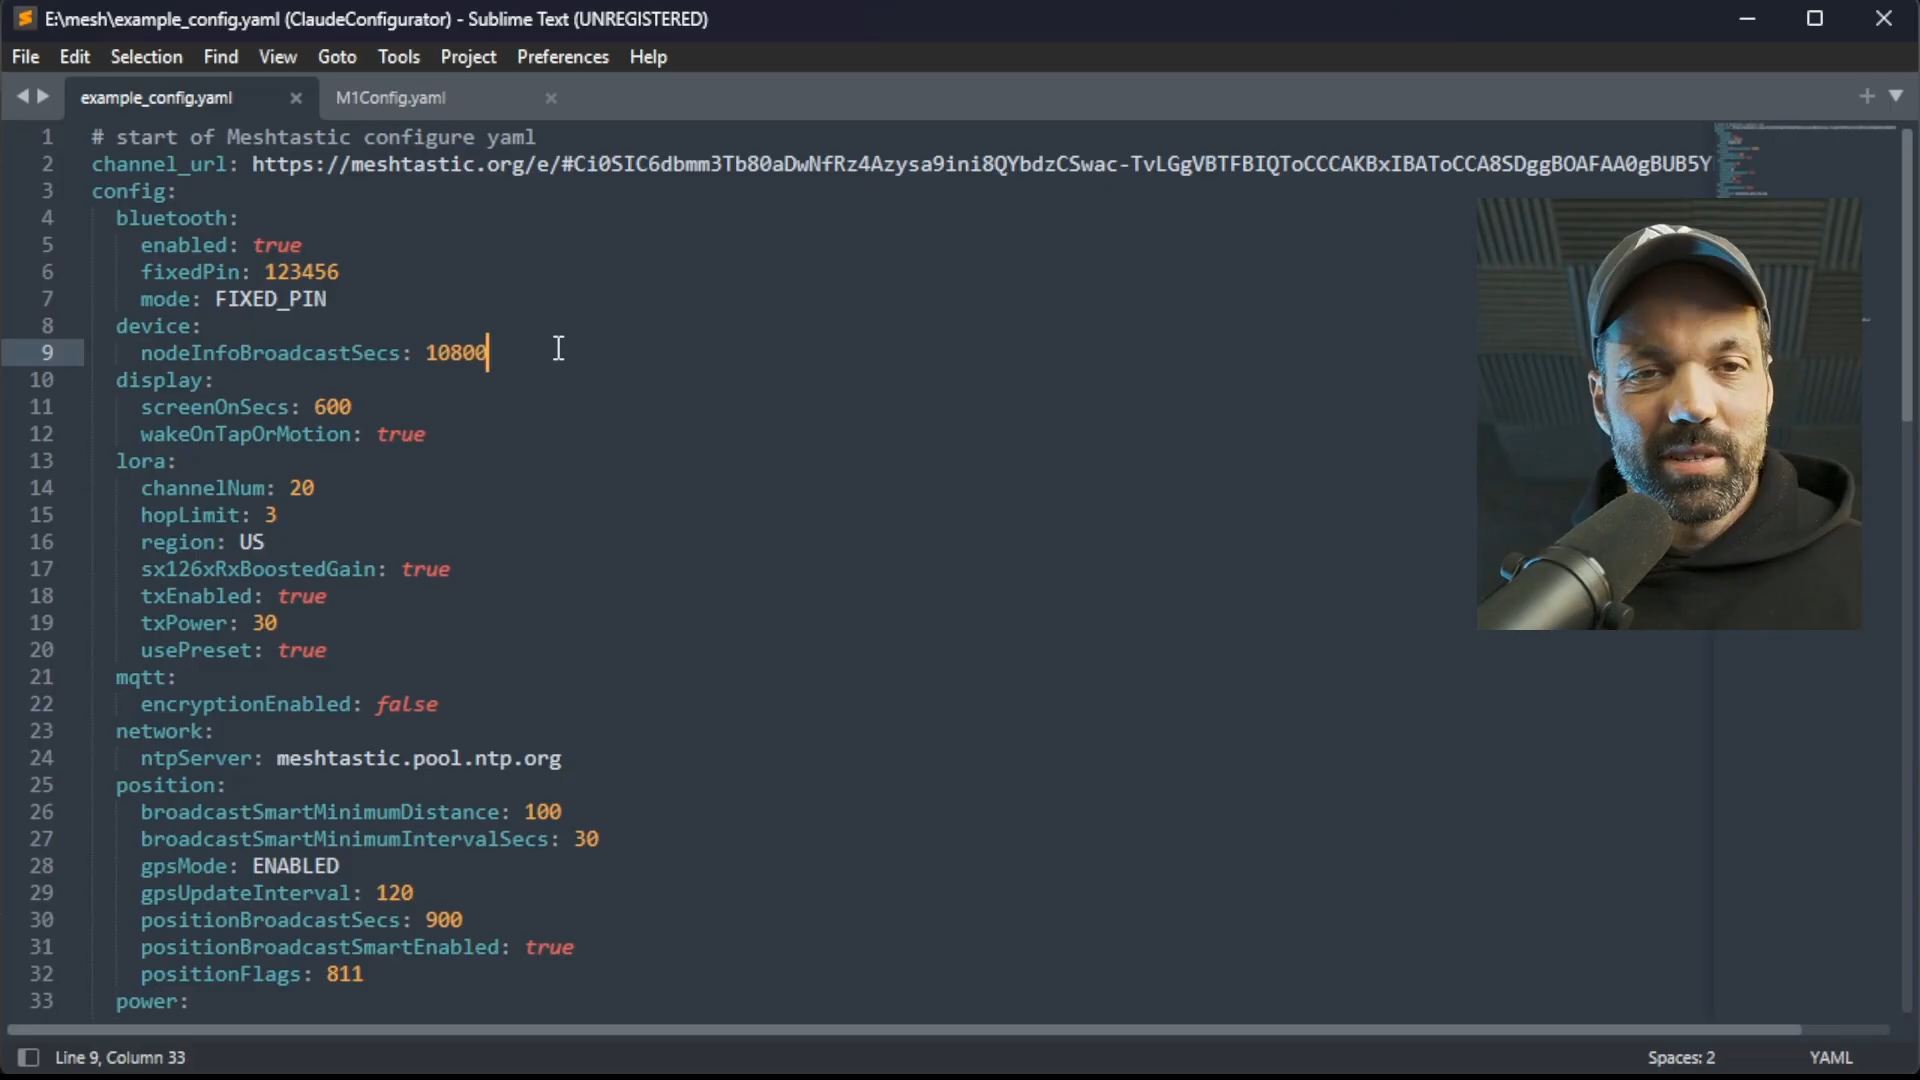 E:\mesh\example_config.yaml (ClaudeConfigurator) - Sublime Text (UNREGISTERED)
File Edit Selection Find View Goto Tools Project Preferences Help
example_config.yaml M1Config.yaml
1 # start of Meshtastic configure yaml
2 channel_url: https://meshtastic.org/e/#Ci0SIC6dbmm3Tb80aDwNfRz4Azysa9ini8QYbdzCSwac-TvLGgVBTFBIQToCCCAKBxIBAToCCA8SDggBOAFAA0gBUB5Y
3 config:
4 bluetooth:
5 enabled: true
6 fixedPin: 123456
7 mode: FIXED_PIN
8 device:
9 nodeInfoBroadcastSecs: 10800
10 display:
11 screenOnSecs: 600
12 wakeOnTapOrMotion: true
13 lora:
14 channelNum: 20
15 hopLimit: 3
16 region: US
17 sx126xRxBoostedGain: true
18 txEnabled: true
19 txPower: 30
20 usePreset: true
21 mqtt:
22 encryptionEnabled: false
23 network:
24 ntpServer: meshtastic.pool.ntp.org
25 position:
26 broadcastSmartMinimumDistance: 100
27 broadcastSmartMinimumIntervalSecs: 30
28 gpsMode: ENABLED
29 gpsUpdateInterval: 120
30 positionBroadcastSecs: 900
31 positionBroadcastSmartEnabled: true
32 positionFlags: 811
33 power:
Line 9, Column 33 Spaces: 2 YAML